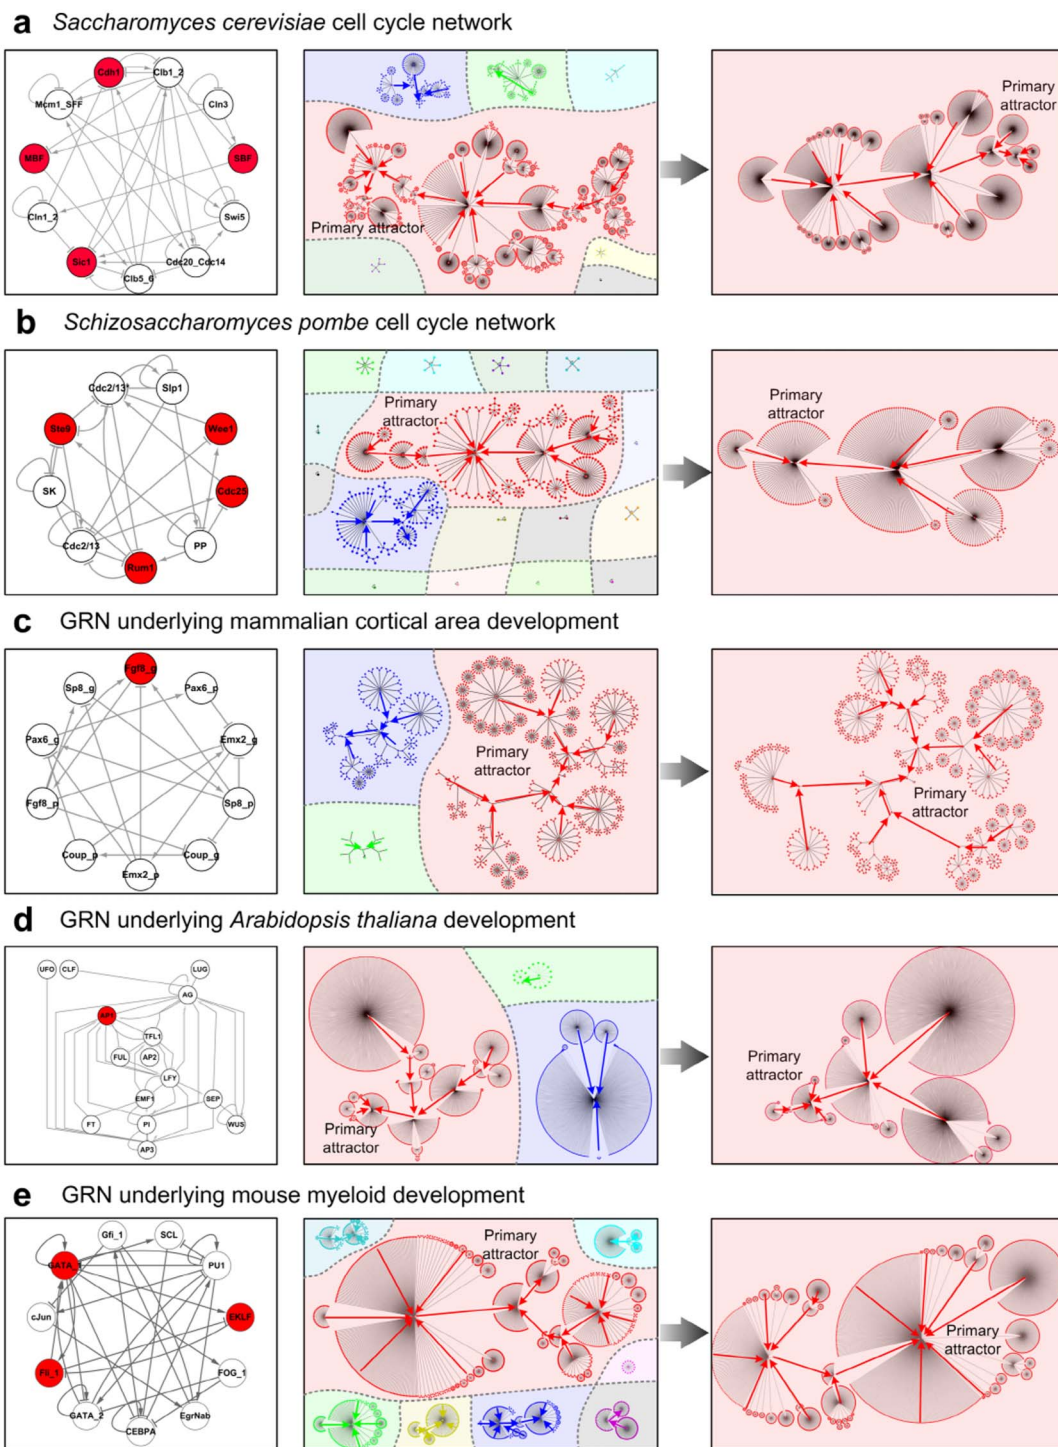 a Saccharomyces cerevisiae cell cycle network
Cdh1
Clb1_2
Mcm1_SFF
Cln3
MBF
SBF
Cln1_2
Swi5
Sic1
Cdc20_Cdc14
Clb5_6
Primary attractor
Primary
attractor
b Schizosaccharomyces pombe cell cycle network
Cdc2/13*
Slp1
Ste9
Wee1
SK
Cdc25
Cdc2/13
PP
Rum1
Primary
attractor
Primary
attractor
c GRN underlying mammalian cortical area development
Fgf8_g
Sp8_g
Pax6_p
Pax6_g
Emx2_g
Fgf8_p
Sp8_p
Coup_p
Coup_g
Emx2_p
Primary
attractor
Primary
attractor
d GRN underlying Arabidopsis thaliana development
UFO
CLF
LUG
AG
AP1
TFL1
FUL
AP2
LFY
EMF1
SEP
FT
PI
WUS
AP3
Primary
attractor
Primary
attractor
e GRN underlying mouse myeloid development
Gfi_1
SCL
GATA_1
PU1
cJun
EKLF
Fli_1
FOG_1
GATA_2
EgrNab
CEBPA
Primary
attractor
Primary
attractor